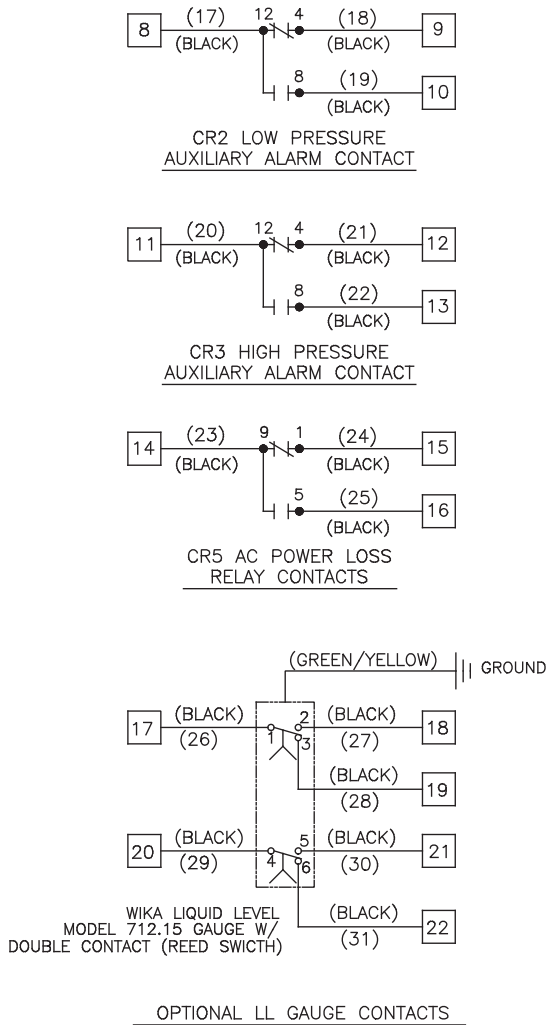 8 (17) 12 4 (18) 9
(BLACK) (BLACK)
8 (19) 10
(BLACK)
CR2 LOW PRESSURE
AUXILIARY ALARM CONTACT
11 (20) 12 4 (21) 12
(BLACK) (BLACK)
8 (22) 13
(BLACK)
CR3 HIGH PRESSURE
AUXILIARY ALARM CONTACT
14 (23) 9 1 (24) 15
(BLACK) (BLACK)
5 (25) 16
(BLACK)
CR5 AC POWER LOSS
RELAY CONTACTS
(GREEN/YELLOW) GROUND
(BLACK) 2 (BLACK)
17 1 3 18
(26) (27)
(BLACK) 19
(28)
(BLACK) 5 (BLACK)
20 4 6 21
(29) (30)
(BLACK) 22
(31)
WIKA LIQUID LEVEL
MODEL 712.15 GAUGE W/
DOUBLE CONTACT (REED SWICTH)
OPTIONAL LL GAUGE CONTACTS